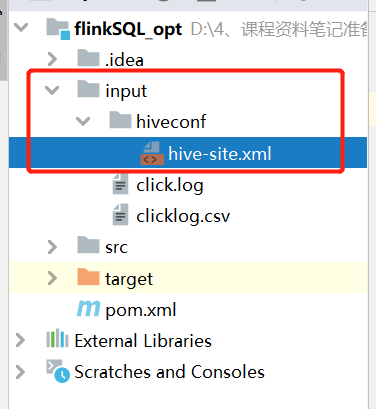 flinkSQL_opt D:\4、课程资料笔记准备
.idea
input
hiveconf
hive-site.xml
click.log
clicklog.csv
src
target
pom.xml
External Libraries
Scratches and Consoles